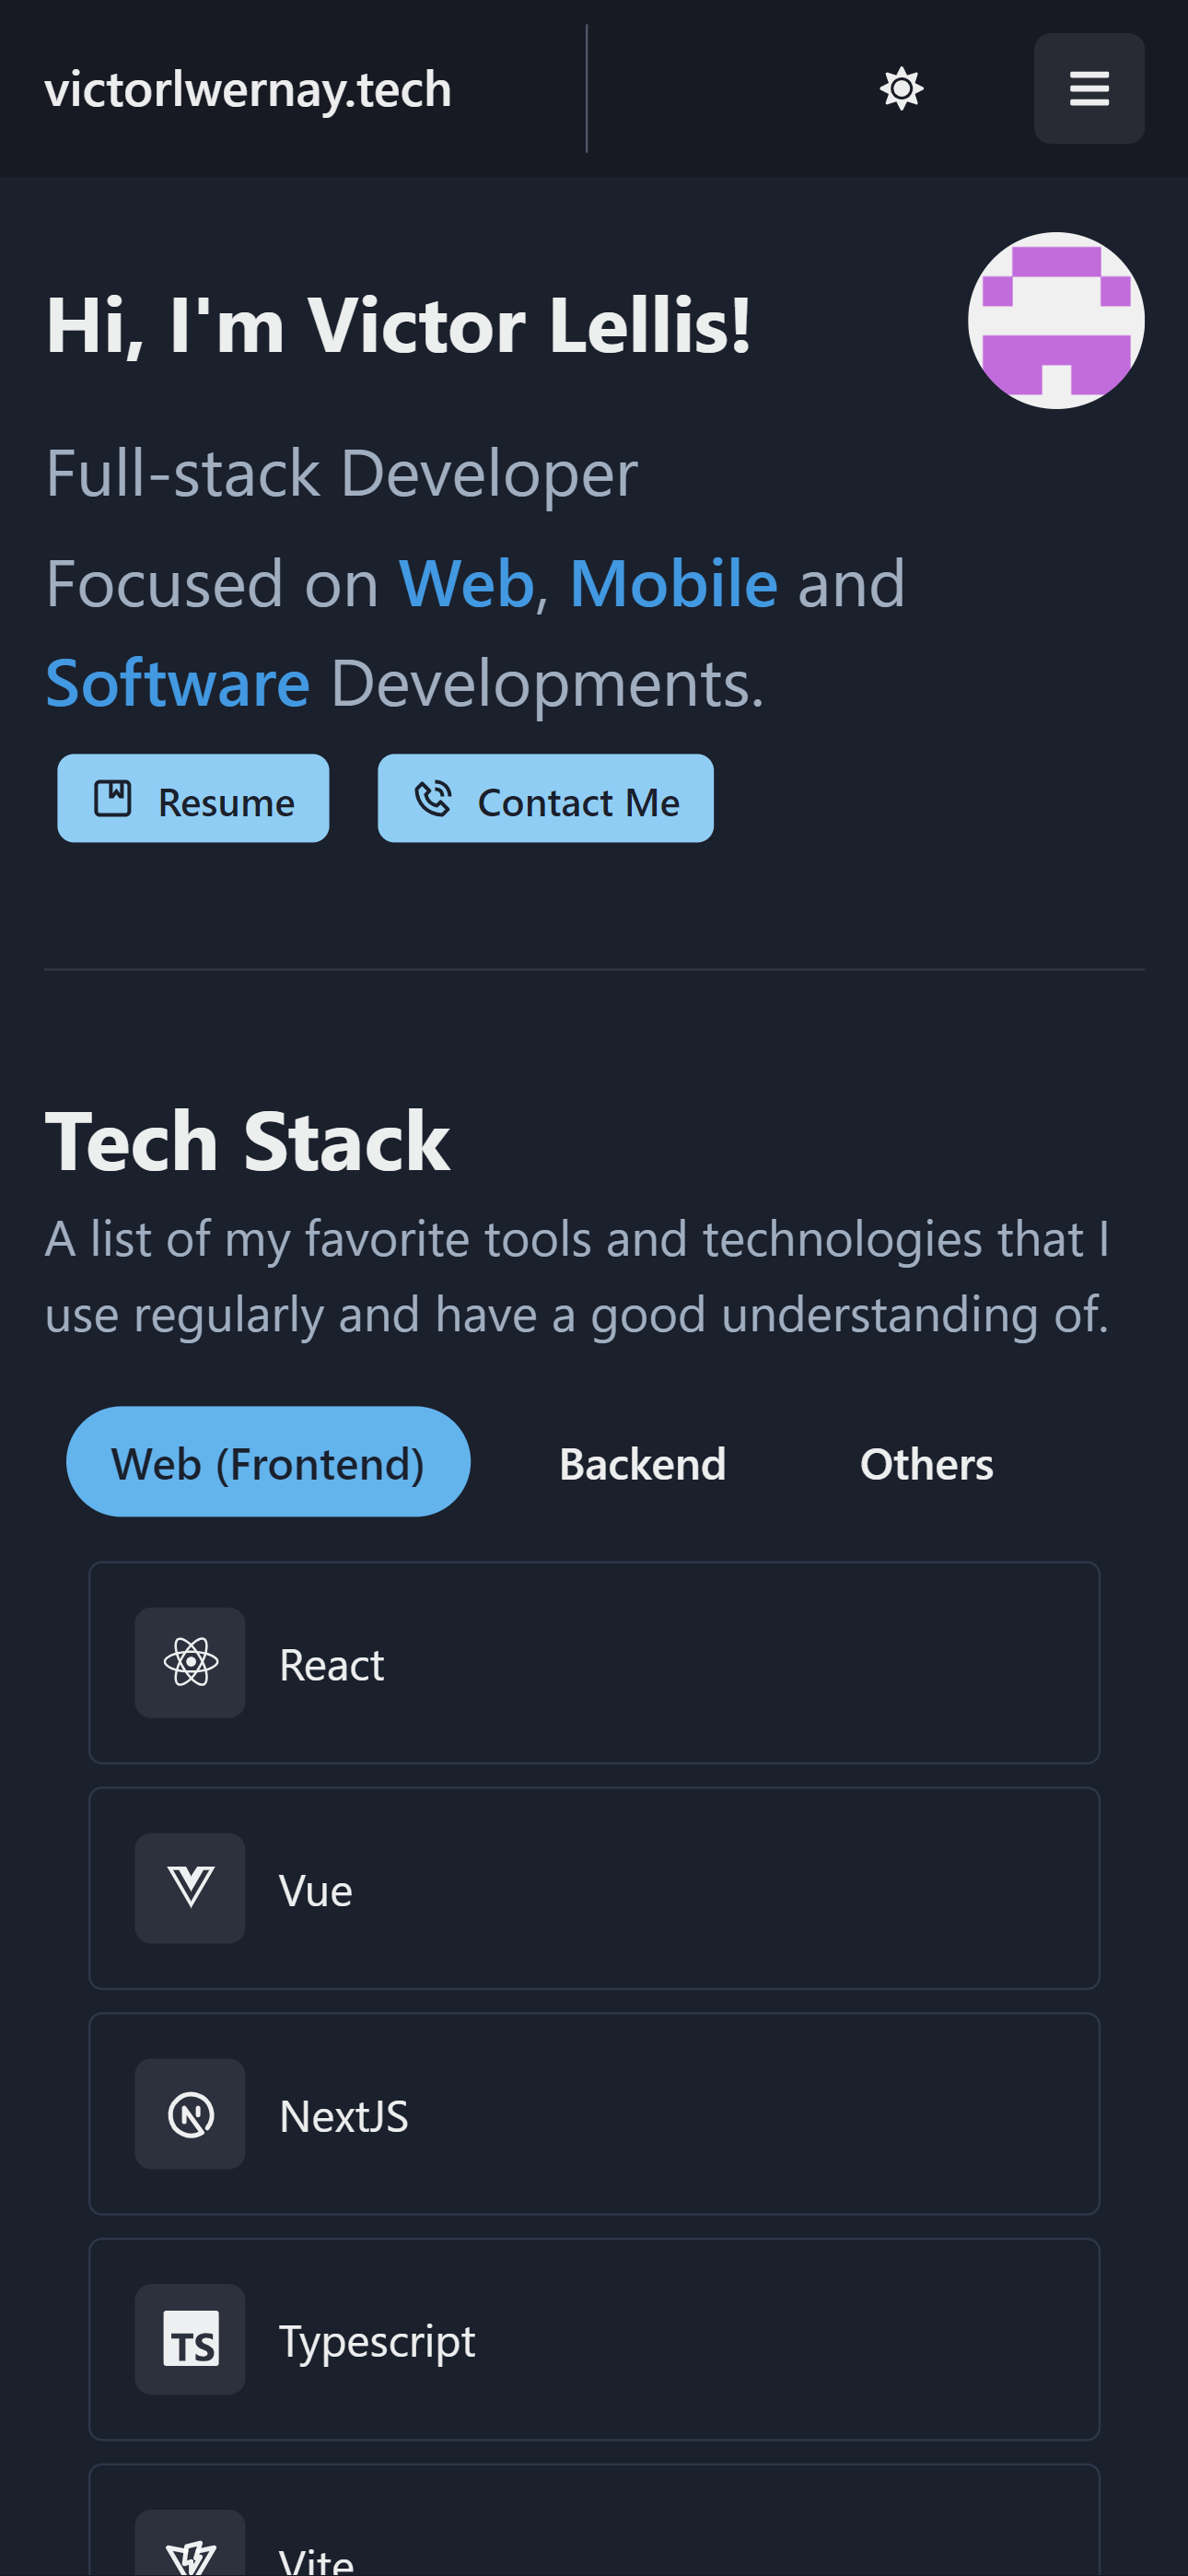 victorlwernay.tech
Hi, I'm Victor Lellis!
Full-stack Developer
Focused on Web, Mobile and
Software Developments.
Resume
Contact Me
Tech Stack
A list of my favorite tools and technologies that I
use regularly and have a good understanding of.
Web (Frontend)
Backend
Others
React
Vue
NextJS
TS
Typescript
Vite